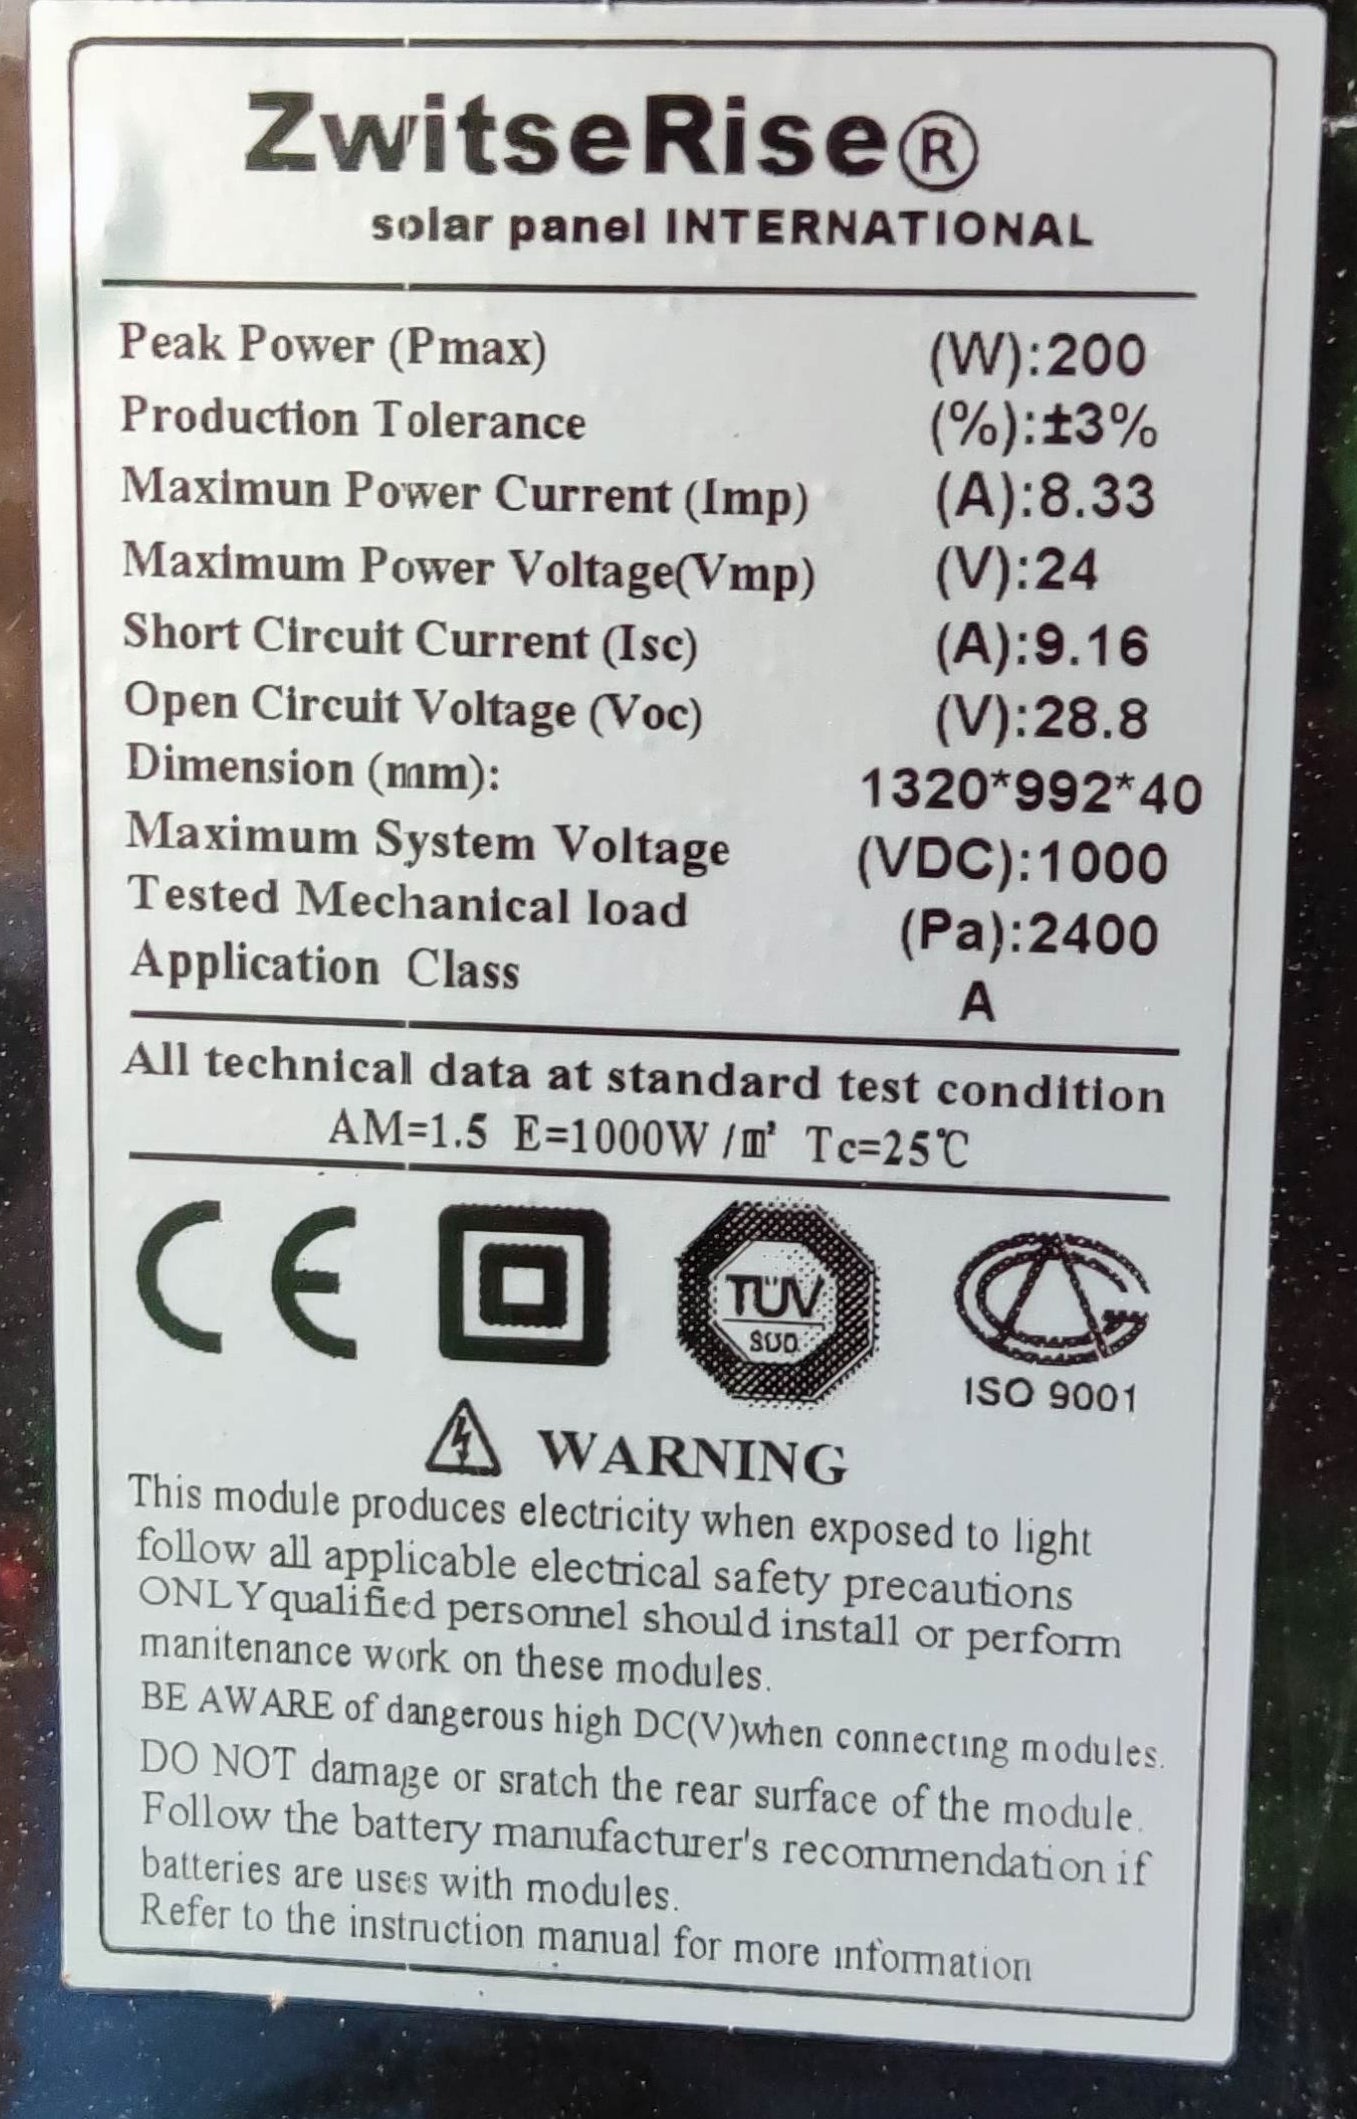 ZwitseRise®
solar panel INTERNATIONAL
Peak Power (Pmax) (W):200
Production Tolerance (%):±3%
Maximun Power Current (Imp) (A):8.33
Maximum Power Voltage(Vmp) (V):24
Short Circuit Current (Isc) (A):9.16
Open Circuit Voltage (Voc) (V):28.8
Dimension (mm): 1320*992*40
Maximum System Voltage (VDC):1000
Tested Mechanical load (Pa):2400
Application Class A
All technical data at standard test condition
AM=1.5 E=1000W/m² Tc=25℃
CE
TÜV
SÜD
ISO 9001
WARNING
This module produces electricity when exposed to light
follow all applicable electrical safety precautions
ONLY qualified personnel should install or perform
manitenance work on these modules.
BE AWARE of dangerous high DC(V)when connecting modules.
DO NOT damage or sratch the rear surface of the module.
Follow the battery manufacturer's recommendation if
batteries are uses with modules.
Refer to the instruction manual for more information